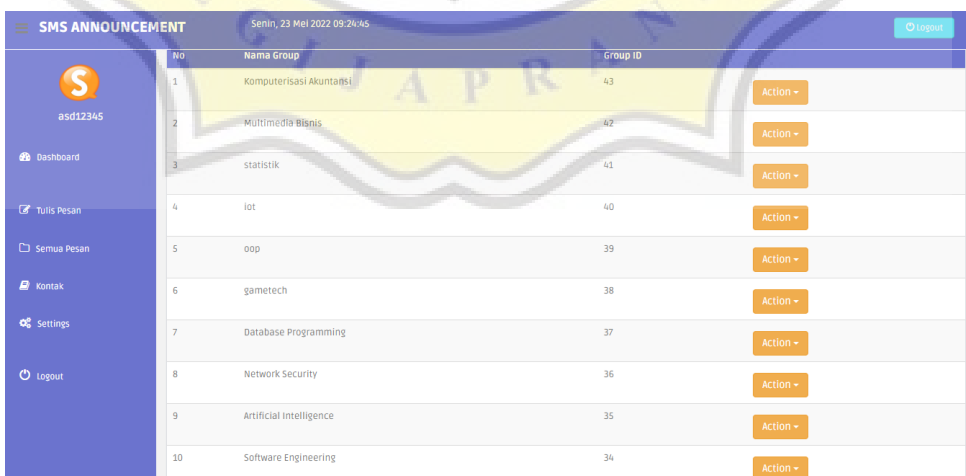 SMS ANNOUNCEMENT
Senin, 23 Mei 2022 09:24:45
Logout
asd12345
Dashboard
Tulis Pesan
Semua Pesan
Kontak
Settings
Logout
No Nama Group Group ID
1 Komputerisasi Akuntansi 43 Action
2 Multimedia Bisnis 42 Action
3 statistik 41 Action
4 iot 40 Action
5 oop 39 Action
6 gametech 38 Action
7 Database Programming 37 Action
8 Network Security 36 Action
9 Artificial Intelligence 35 Action
10 Software Engineering 34 Action
G I J A P R A N